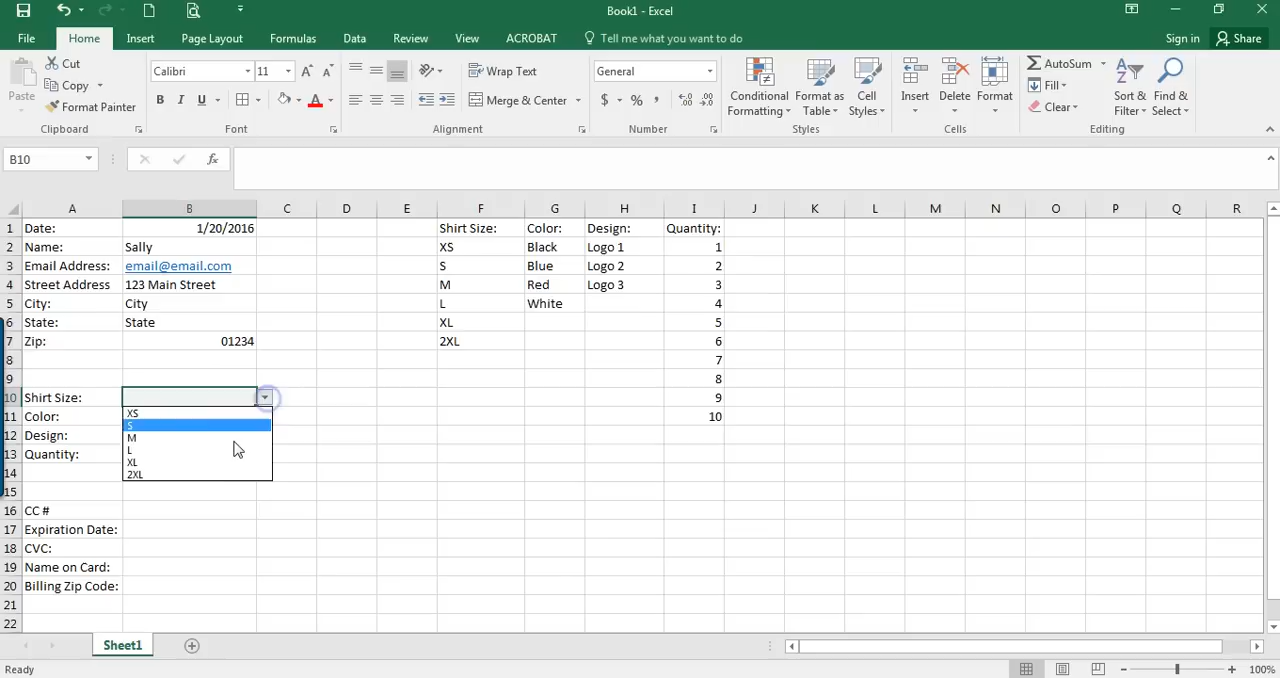 Book1 - Excel
File Home Insert Page Layout Formulas Data Review View ACROBAT Tell me what you want to do Sign in Share
Paste Cut Copy Format Painter Clipboard
Calibri 11 B I U A Font
Wrap Text Merge & Center Alignment
General $ % , Number
Conditional Formatting Format as Table Cell Styles Styles
Insert Delete Format Cells
AutoSum Fill Clear Sort & Filter Find & Select Editing
B10 fx
A B C D E F G H I J K L M N O P Q R
1 Date: 1/20/2016 Shirt Size: Color: Design: Quantity:
2 Name: Sally XS Black Logo 1 1
3 Email Address: email@email.com S Blue Logo 2 2
4 Street Address 123 Main Street M Red Logo 3 3
5 City: City L White 4
6 State: State XL 5
7 Zip: 01234 2XL 6
8 7
9 8
10 Shirt Size: 9
11 Color: 10
12 Design:
13 Quantity:
XS
S
M
L
XL
2XL
14
15
16 CC #
17 Expiration Date:
18 CVC:
19 Name on Card:
20 Billing Zip Code:
21
22
Sheet1
Ready 100%